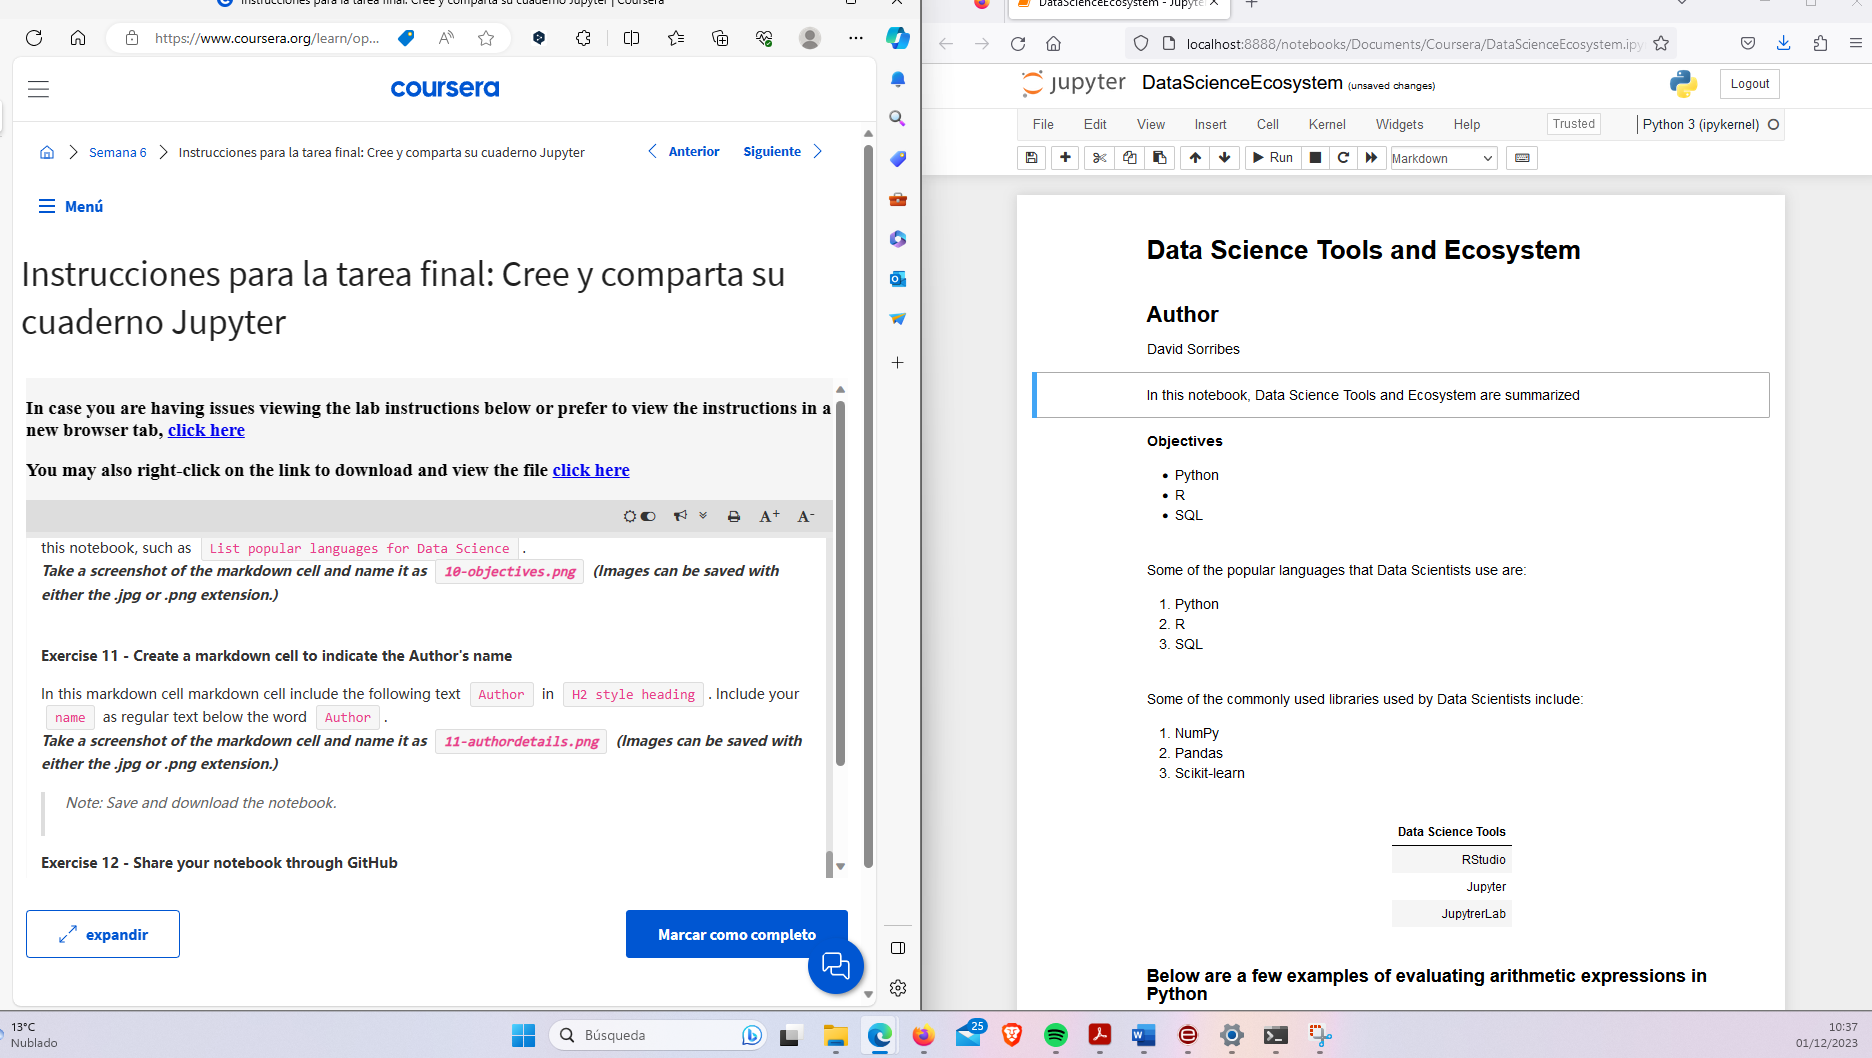 Instrucciones para la tarea final: Cree y comparta su cuaderno Jupyter | Coursera
https://www.coursera.org/learn/op...
coursera
Semana 6
Instrucciones para la tarea final: Cree y comparta su cuaderno Jupyter
Anterior
Siguiente
Menú
Instrucciones para la tarea final: Cree y comparta su
cuaderno Jupyter
In case you are having issues viewing the lab instructions below or prefer to view the instructions in a
new browser tab, click here
You may also right-click on the link to download and view the file click here
A+ A-
this notebook, such as List popular languages for Data Science .
Take a screenshot of the markdown cell and name it as 10-objectives.png (Images can be saved with
either the .jpg or .png extension.)
Exercise 11 - Create a markdown cell to indicate the Author's name
In this markdown cell markdown cell include the following text Author in H2 style heading . Include your
name as regular text below the word Author .
Take a screenshot of the markdown cell and name it as 11-authordetails.png (Images can be saved with
either the .jpg or .png extension.)
Note: Save and download the notebook.
Exercise 12 - Share your notebook through GitHub
expandir
Marcar como completo
DataScienceEcosystem - Jupyte
localhost:8888/notebooks/Documents/Coursera/DataScienceEcosystem.ipy
jupyter DataScienceEcosystem (unsaved changes)
Logout
File Edit View Insert Cell Kernel Widgets Help
Trusted
Python 3 (ipykernel)
Run
Markdown
Data Science Tools and Ecosystem
Author
David Sorribes
In this notebook, Data Science Tools and Ecosystem are summarized
Objectives
• Python
• R
• SQL
Some of the popular languages that Data Scientists use are:
1. Python
2. R
3. SQL
Some of the commonly used libraries used by Data Scientists include:
1. NumPy
2. Pandas
3. Scikit-learn
Data Science Tools
RStudio
Jupyter
JupytrerLab
Below are a few examples of evaluating arithmetic expressions in
Python
13°C
Nublado
Búsqueda
25
10:37
01/12/2023